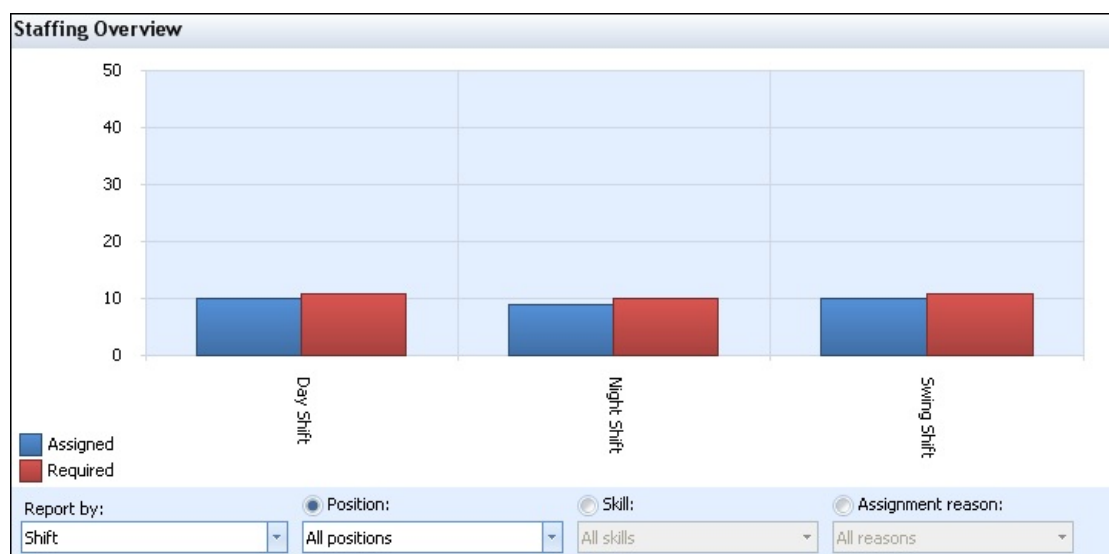 Staffing Overview
50
40
30
20
10
0
Day Shift
Night Shift
Swing Shift
Assigned
Required
Report by:
Position:
Skill:
Assignment reason:
Shift
All positions
All skills
All reasons